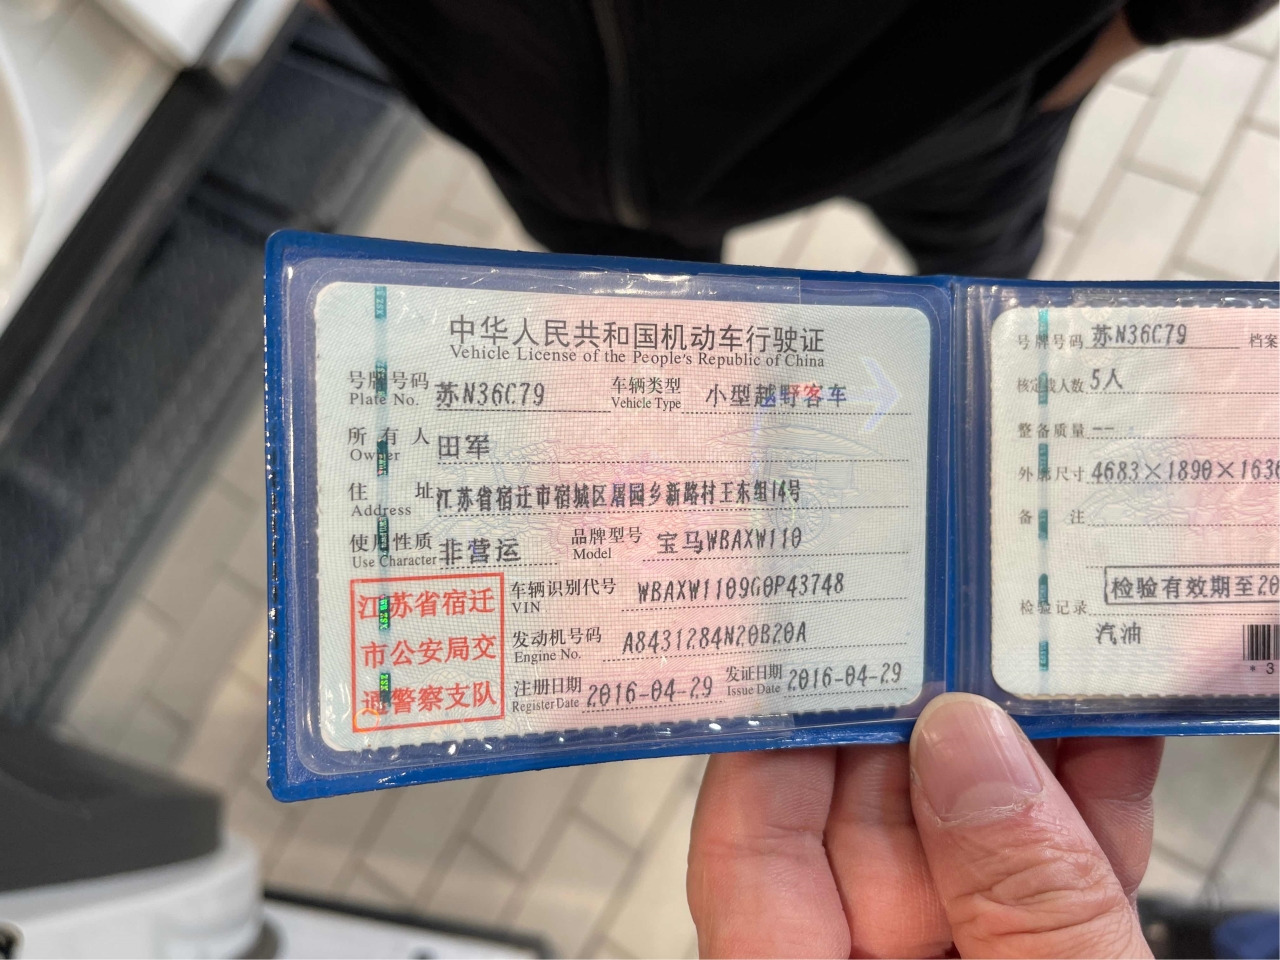 中华人民共和国机动车行驶证
Vehicle License of the People's Republic of China
号牌号码 苏N36C79 车辆类型 小型越野客车
Plate No. Vehicle Type
所有人 田军
Owner
住址 江苏省宿迁市宿城区屠园乡新路村王东组14号
Address
使用性质 非营运 品牌型号 宝马WBAXW110
Use Character Model
江苏省宿迁
市公安局交
通警察支队
车辆识别代号 WBAXW1109G0P43748
VIN
发动机号码 A8431284N20B20A
Engine No.
注册日期 2016-04-29 发证日期 2016-04-29
Register Date Issue Date
号牌号码 苏N36C79 档案
核定载人数 5人
整备质量 --
外廓尺寸 4683×1890×1636
备注
检验有效期至20
检验记录
汽油
*3